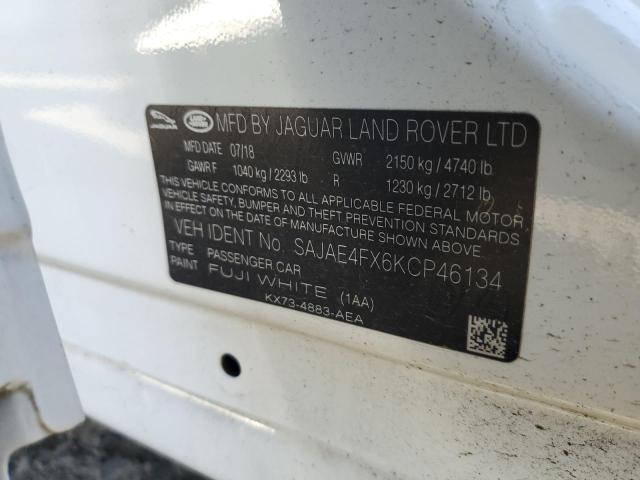 JAGUAR LAND ROVER MFD BY JAGUAR LAND ROVER LTD
MFD DATE 07/18 GVWR 2150 kg / 4740 lb
GAWR F 1040 kg / 2293 lb R 1230 kg / 2712 lb
THIS VEHICLE CONFORMS TO ALL APPLICABLE FEDERAL MOTOR
VEHICLE SAFETY, BUMPER AND THEFT PREVENTION STANDARDS
IN EFFECT ON THE DATE OF MANUFACTURE SHOWN ABOVE
VEH IDENT No. SAJAE4FX6KCP46134
TYPE PASSENGER CAR
PAINT FUJI WHITE (1AA)
KX73-4883-AEA